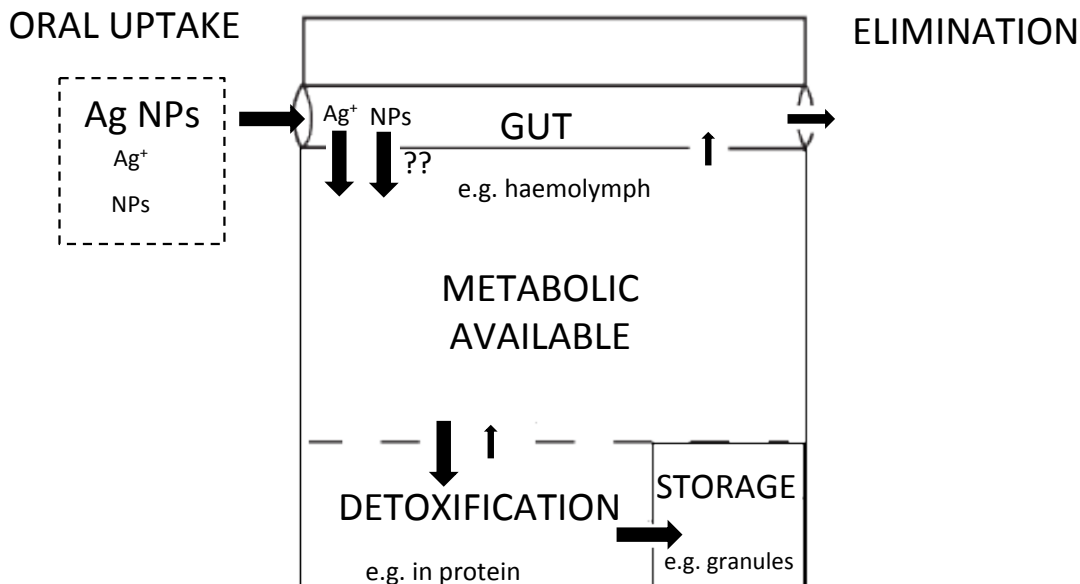 ORAL UPTAKE
ELIMINATION
Ag NPs
Ag⁺
NPs
Ag⁺ NPs
GUT
??
e.g. haemolymph
METABOLIC
AVAILABLE
DETOXIFICATION
STORAGE
e.g. in protein
e.g. granules